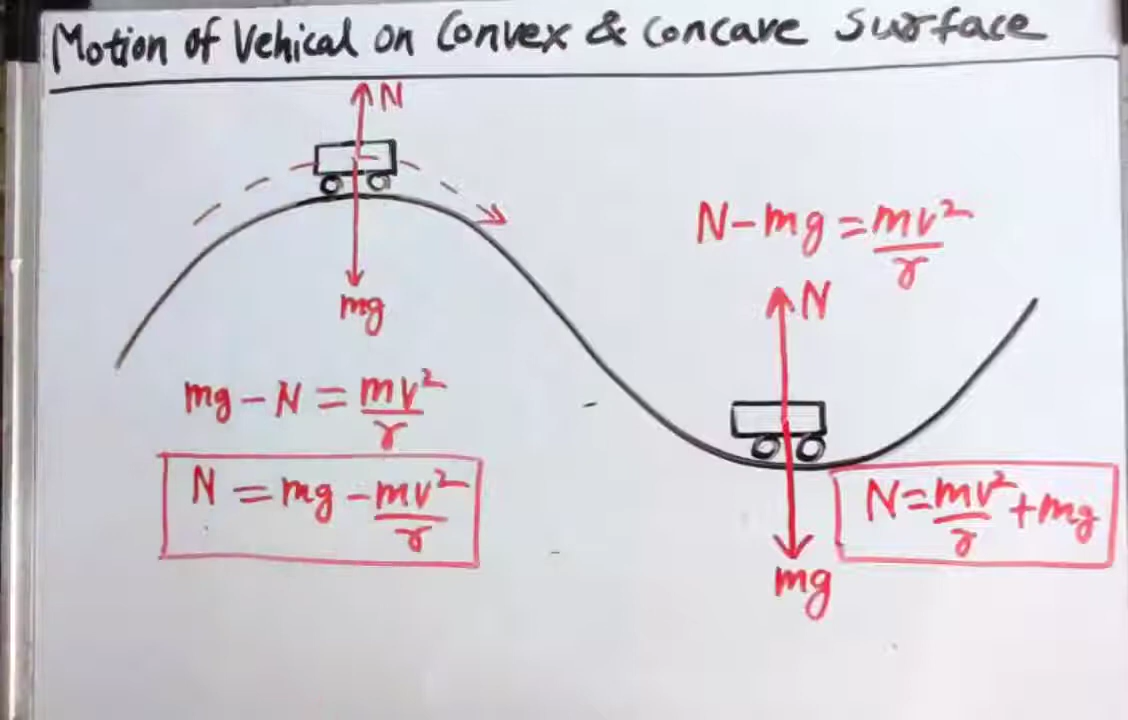 Motion of Vehical on Convex & Concave Surface
N
mg
mg - N = mv²/r
N = mg - mv²/r
N - mg = mv²/r
N
mg
N = mv²/r + mg